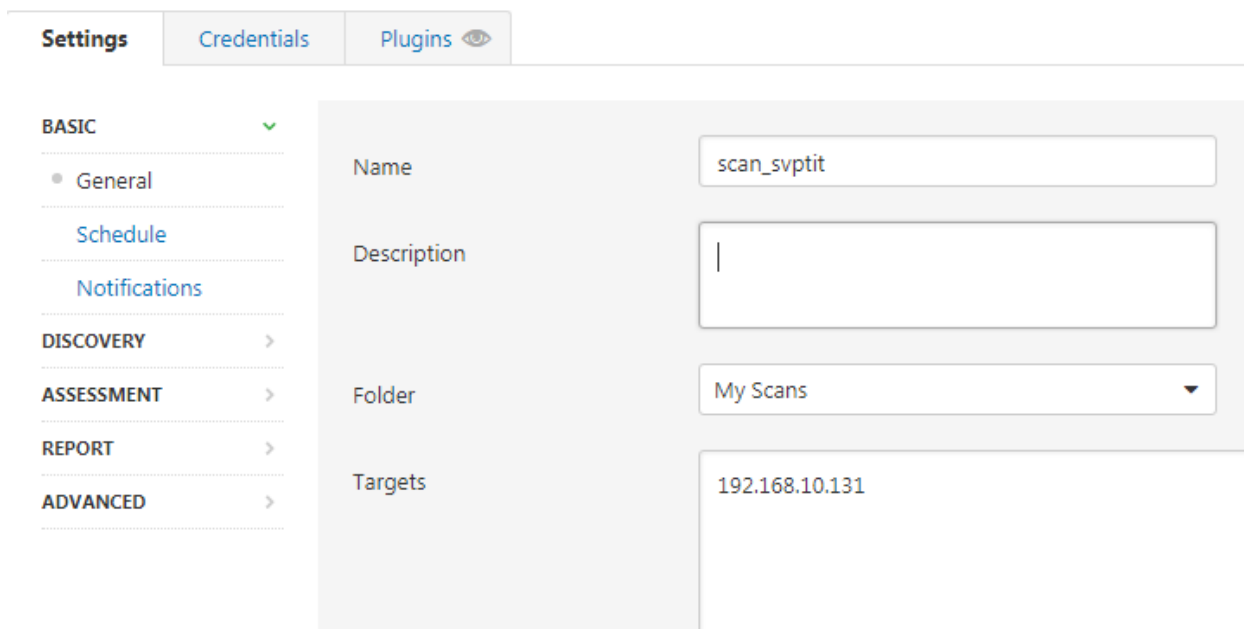 Settings Credentials Plugins
BASIC
General
Schedule
Notifications
DISCOVERY
ASSESSMENT
REPORT
ADVANCED
Name scan_svptit
Description
Folder My Scans
Targets 192.168.10.131